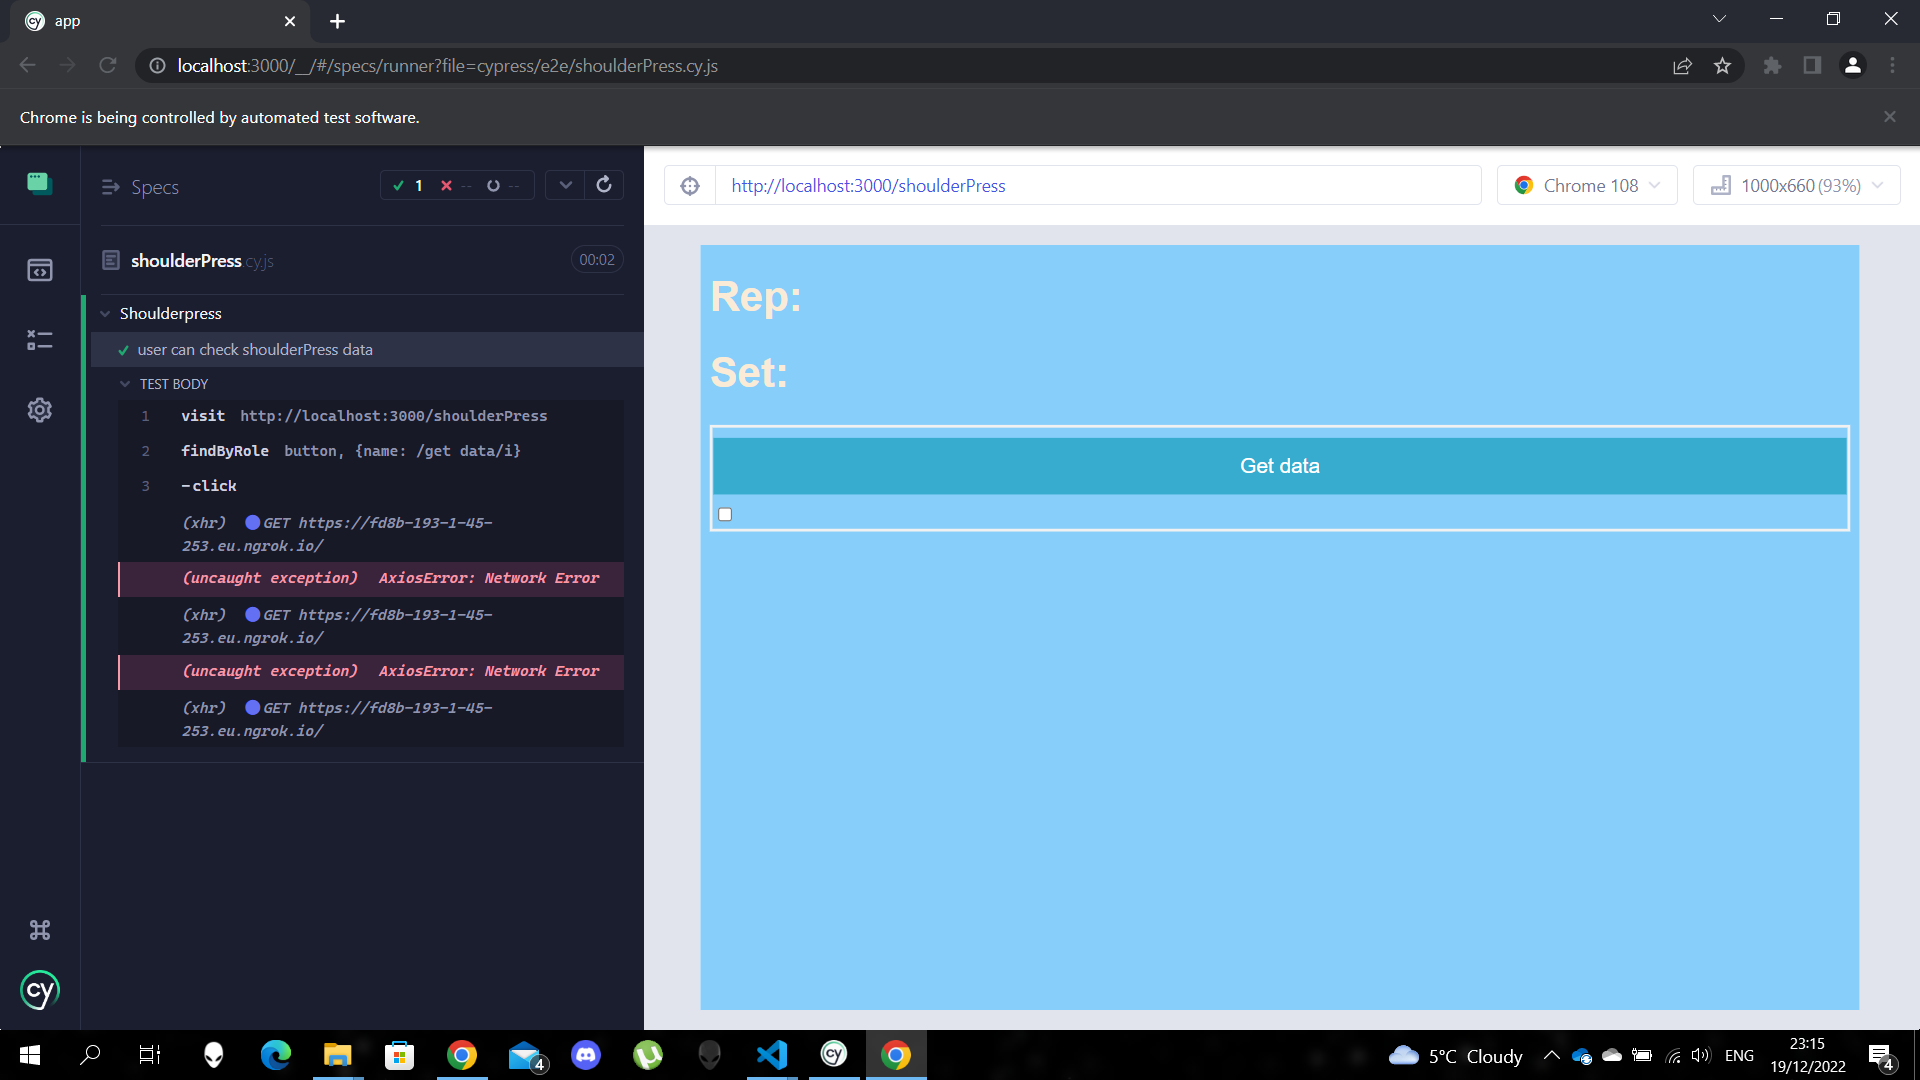 app
localhost:3000/__/#/specs/runner?file=cypress/e2e/shoulderPress.cy.js
Chrome is being controlled by automated test software.
Specs
1 -- --
shoulderPress.cy.js 00:02
Shoulderpress
user can check shoulderPress data
TEST BODY
1 visit http://localhost:3000/shoulderPress
2 findByRole button, {name: /get data/i}
3 -click
(xhr) GET https://fd8b-193-1-45-
253.eu.ngrok.io/
(uncaught exception) AxiosError: Network Error
(xhr) GET https://fd8b-193-1-45-
253.eu.ngrok.io/
(uncaught exception) AxiosError: Network Error
(xhr) GET https://fd8b-193-1-45-
253.eu.ngrok.io/
cy
http://localhost:3000/shoulderPress
Chrome 108
1000x660 (93%)
Rep:
Set:
Get data
4
cy
5°C Cloudy
ENG
23:15
19/12/2022
4